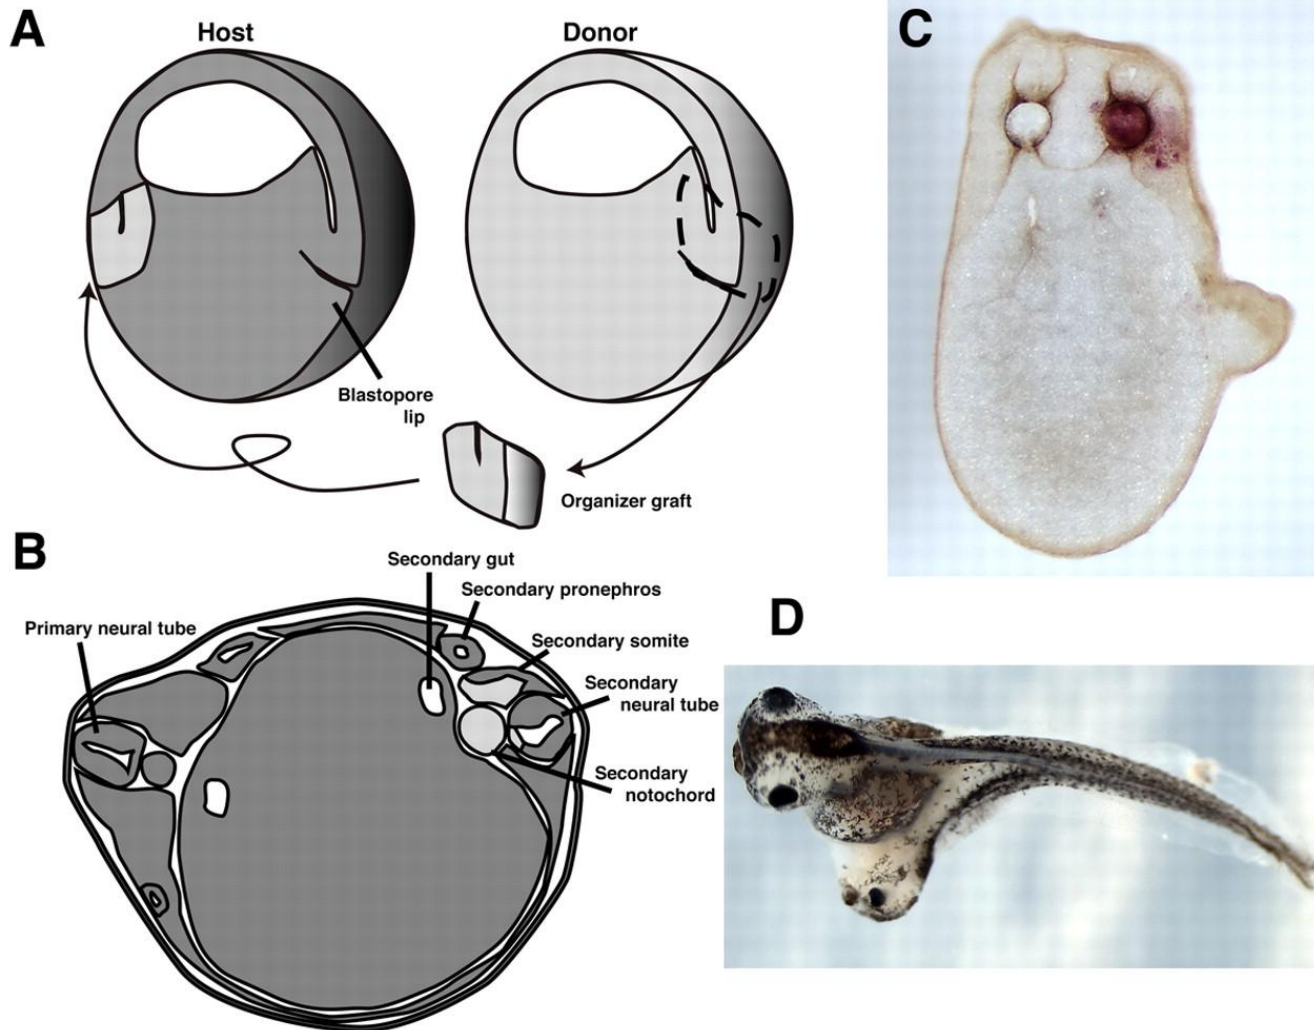 A
Host
Donor
Blastopore
lip
Organizer graft
B
Secondary gut
Secondary pronephros
Primary neural tube
Secondary somite
Secondary
neural tube
Secondary
notochord
C
D